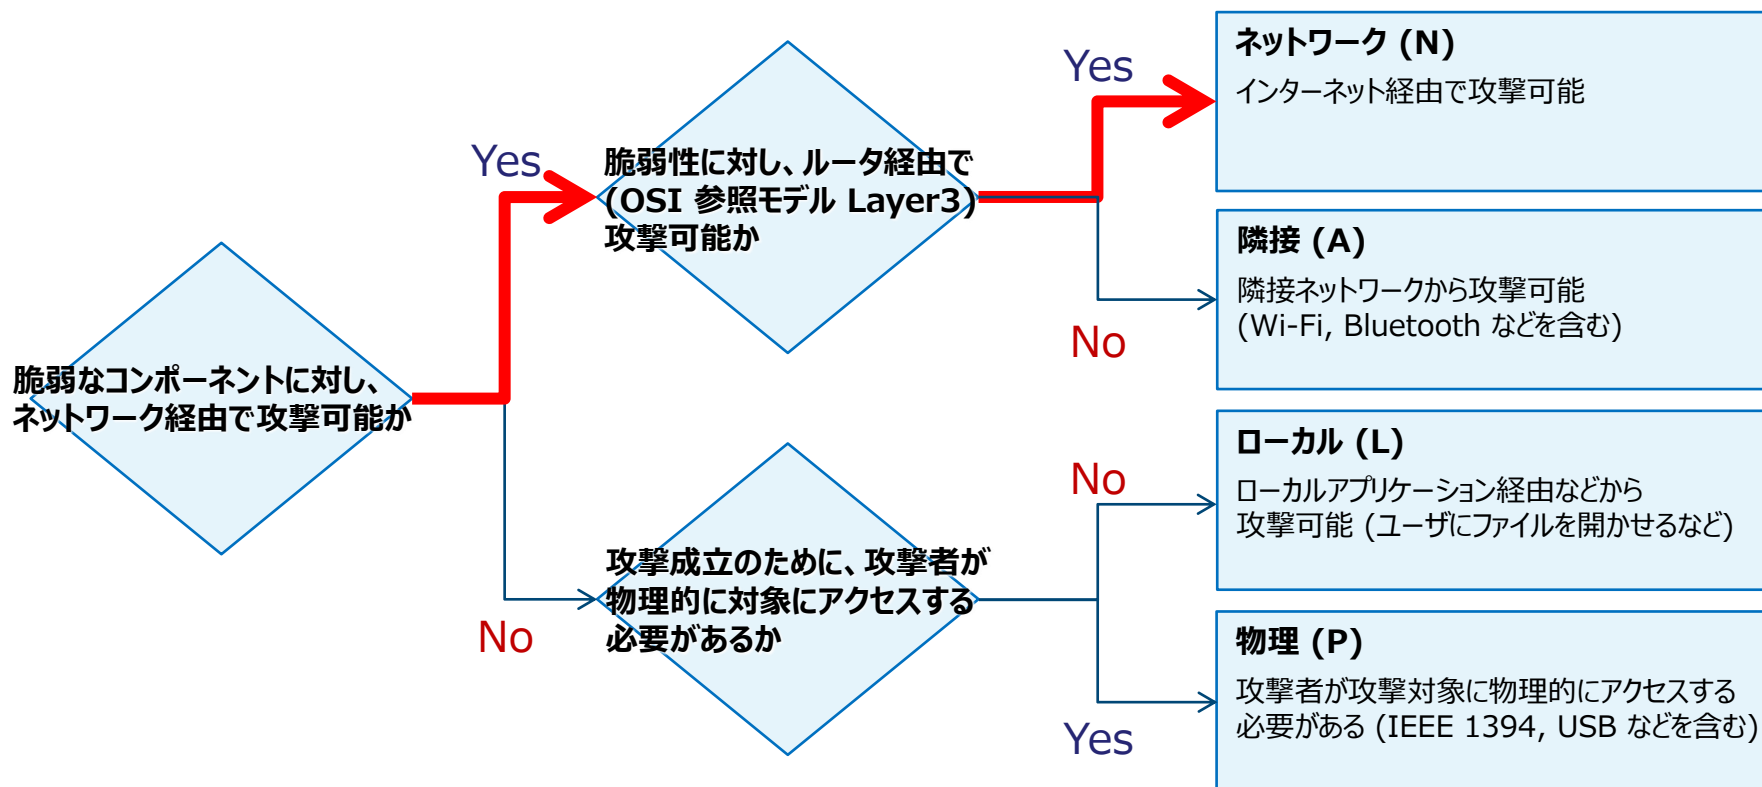 脆弱なコンポーネントに対し、
ネットワーク経由で攻撃可能か
Yes
No
脆弱性に対し、ルータ経由で
(OSI 参照モデル Layer3)
攻撃可能か
Yes
No
攻撃成立のために、攻撃者が
物理的に対象にアクセスする
必要があるか
No
Yes
ネットワーク (N)
インターネット経由で攻撃可能
隣接 (A)
隣接ネットワークから攻撃可能
(Wi-Fi, Bluetooth などを含む)
ローカル (L)
ローカルアプリケーション経由などから
攻撃可能 (ユーザにファイルを開かせるなど)
物理 (P)
攻撃者が攻撃対象に物理的にアクセスする
必要がある (IEEE 1394, USB などを含む)